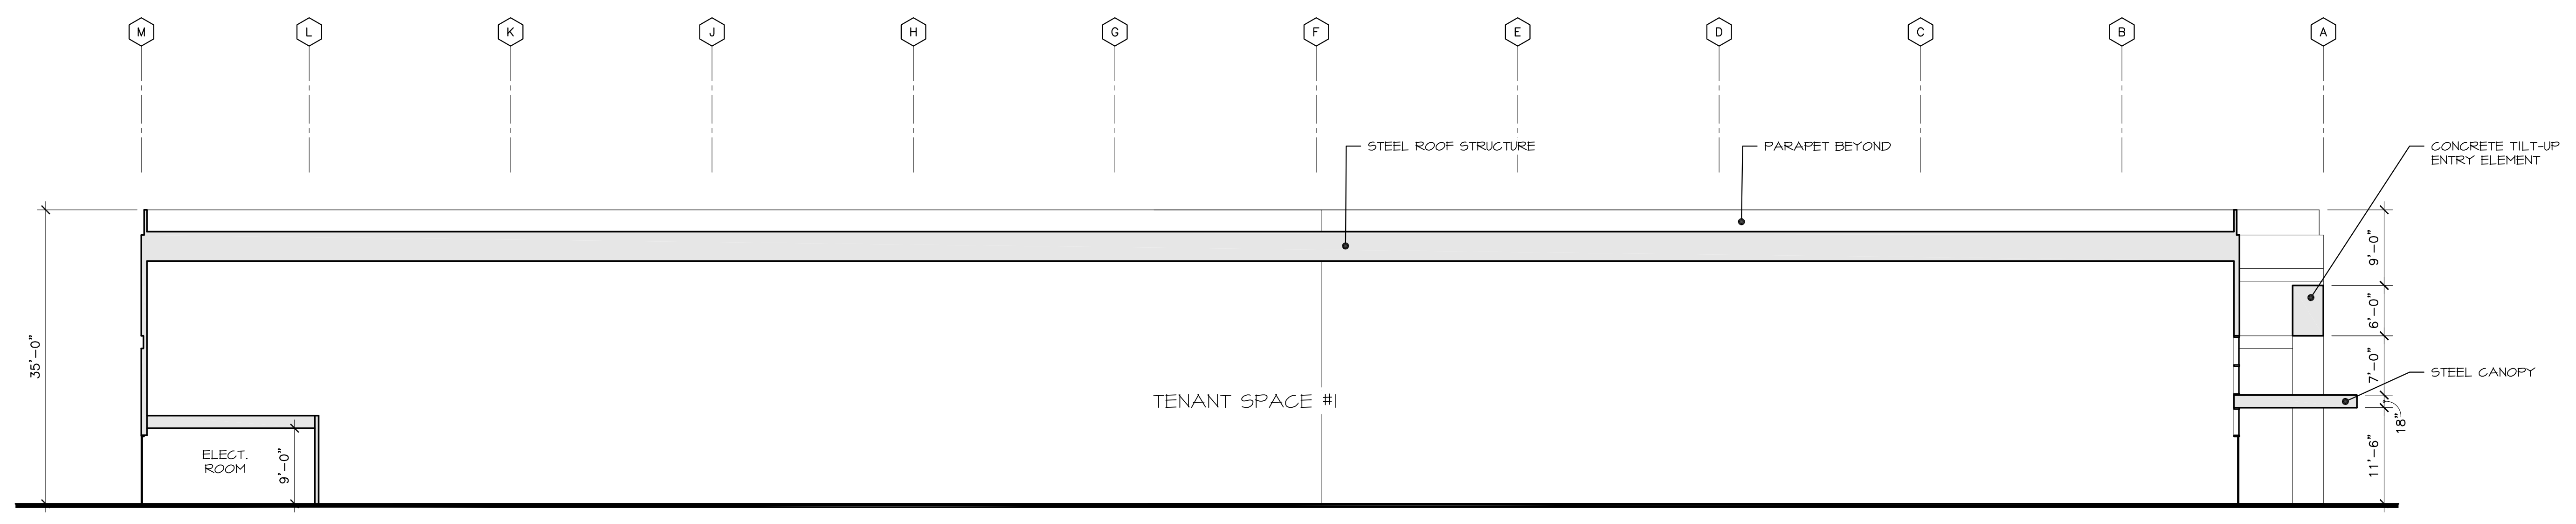 M
L
K
J
H
G
F
E
D
C
B
A
STEEL ROOF STRUCTURE
PARAPET BEYOND
CONCRETE TILT-UP
ENTRY ELEMENT
9'-0"
6'-0"
35'-0"
7'-0"
STEEL CANOPY
TENANT SPACE #1
18"
ELECT.
ROOM
9'-0"
11'-6"